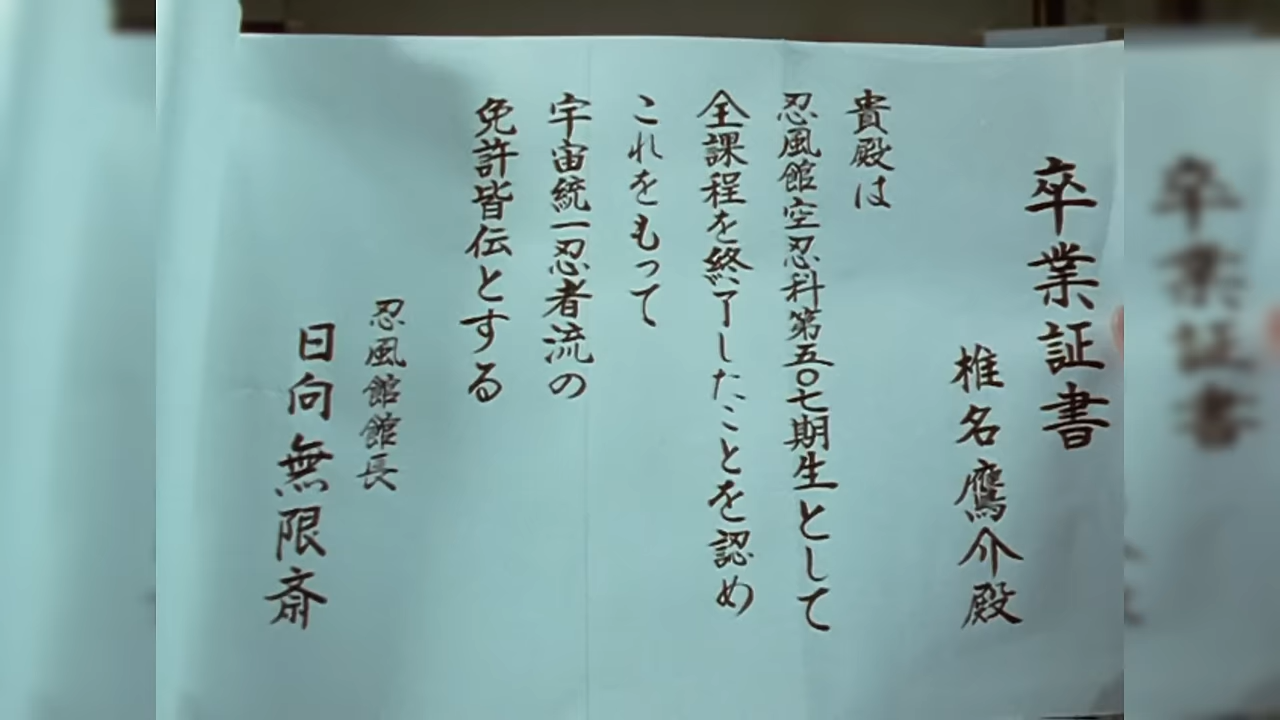 卒業証書
椎名鷹介殿
貴殿は
忍風館空忍科第五〇七期生として
全課程を終了したことを認め
これをもって
宇宙統一忍者流の
免許皆伝とする
忍風館館長
日向無限斎